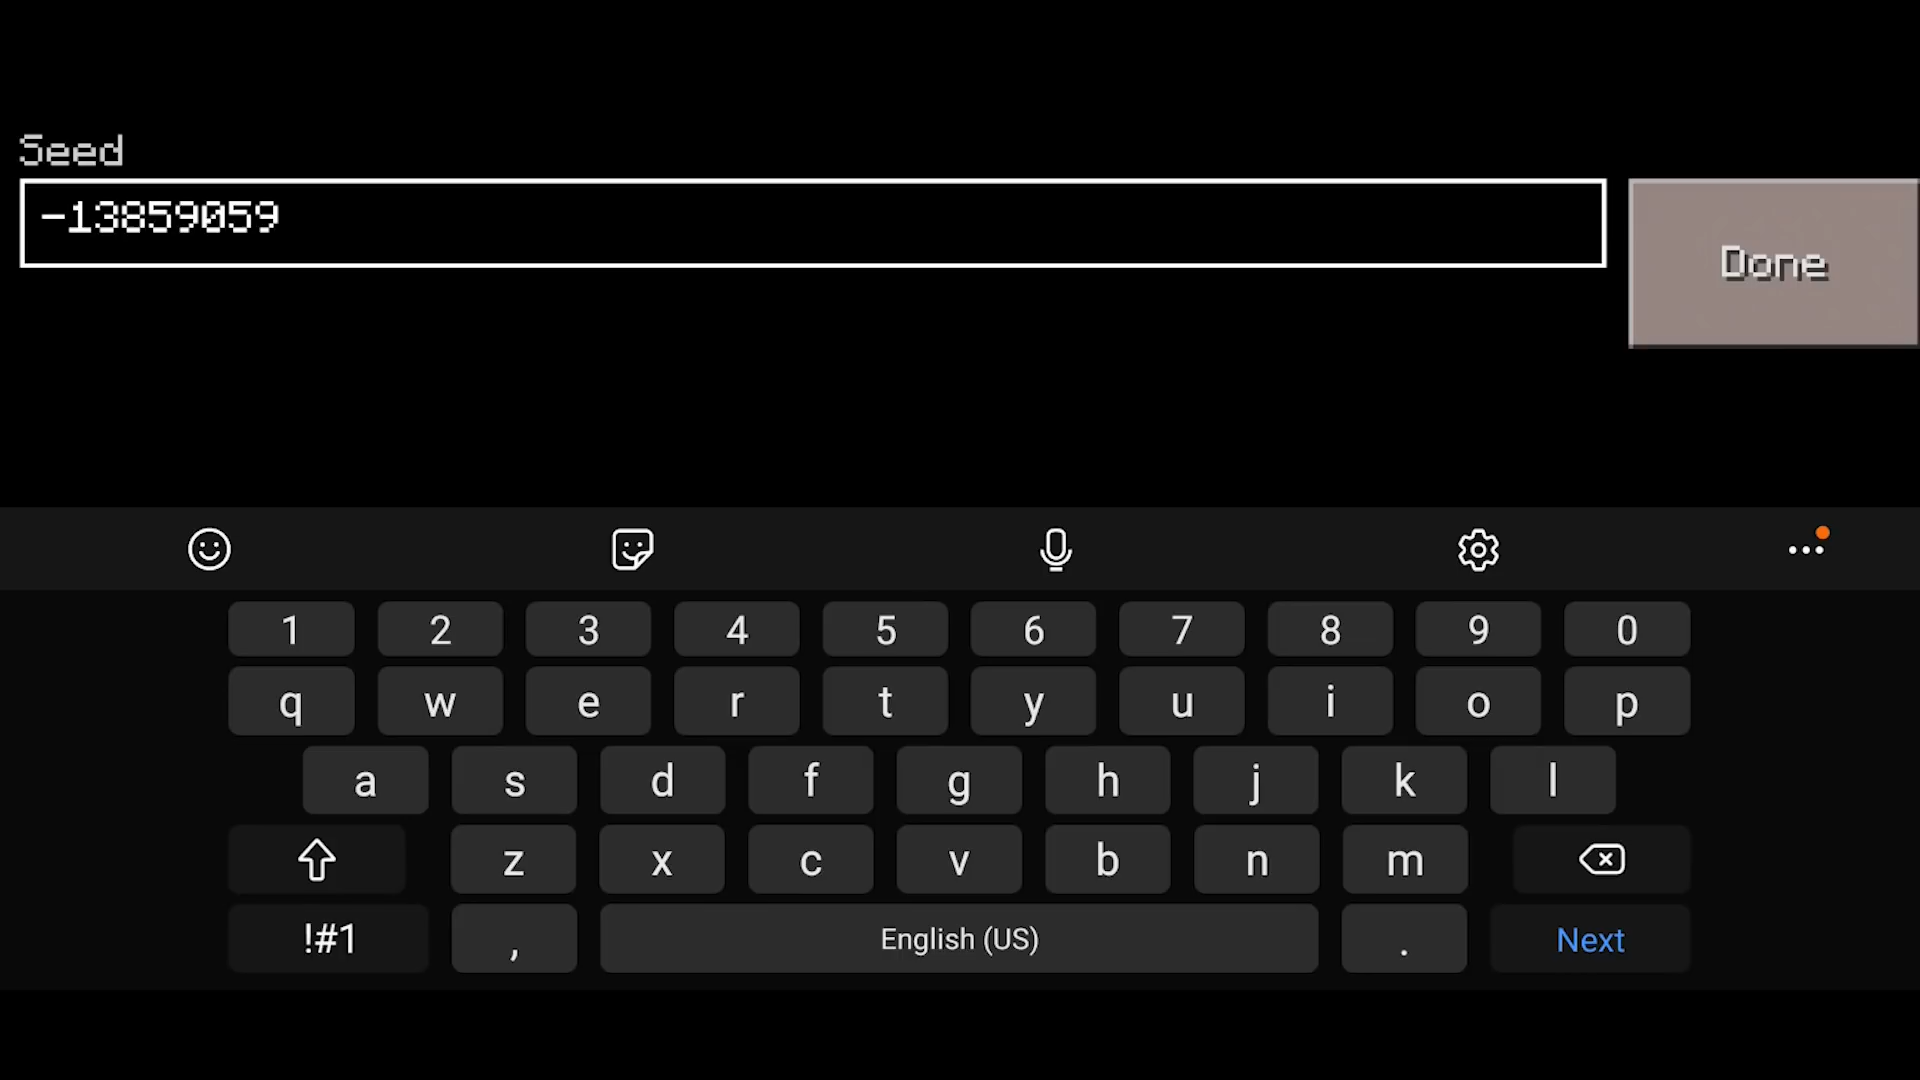 Seed
-13859059
Done
1 2 3 4 5 6 7 8 9 0
q w e r t y u i o p
a s d f g h j k l
z x c v b n m
!#1 , English (US) . Next